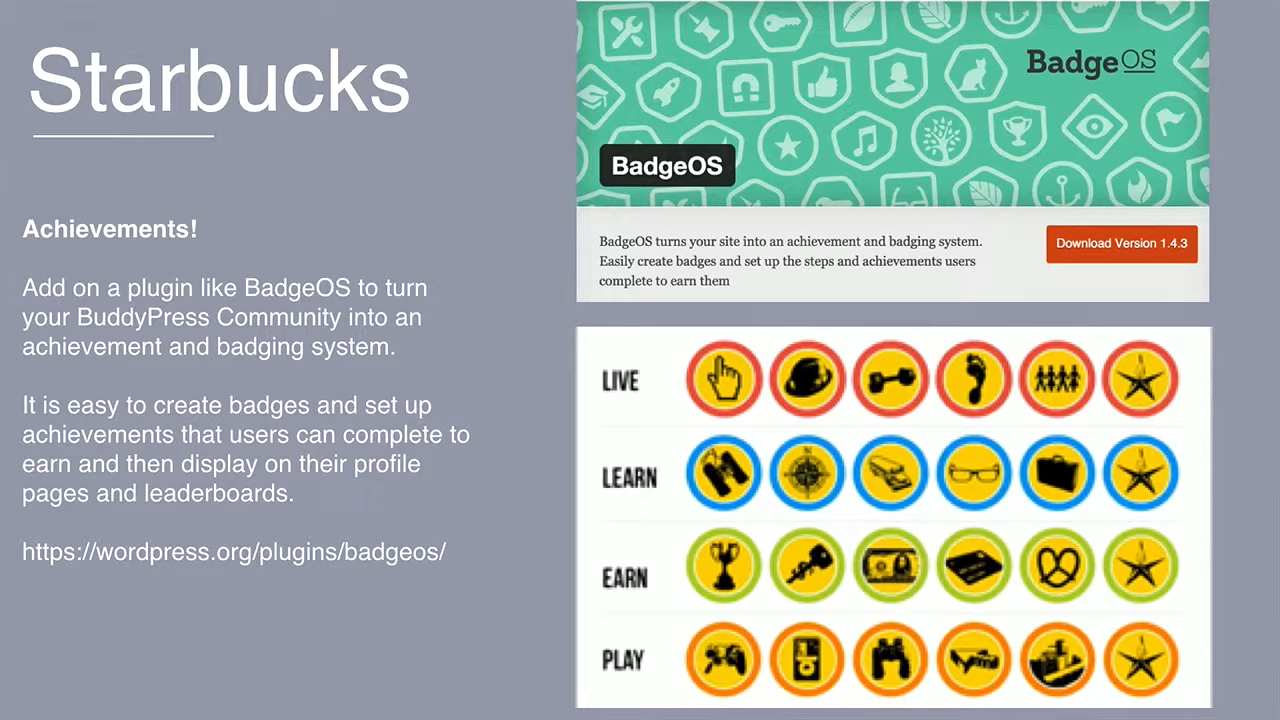 Starbucks
Achievements!
Add on a plugin like BadgeOS to turn
your BuddyPress Community into an
achievement and badging system.
It is easy to create badges and set up
achievements that users can complete to
earn and then display on their profile
pages and leaderboards.
https://wordpress.org/plugins/badgeos/
BadgeOS
BadgeOS
BadgeOS turns your site into an achievement and badging system.
Easily create badges and set up the steps and achievements users
complete to earn them
Download Version 1.4.3
LIVE
LEARN
EARN
PLAY